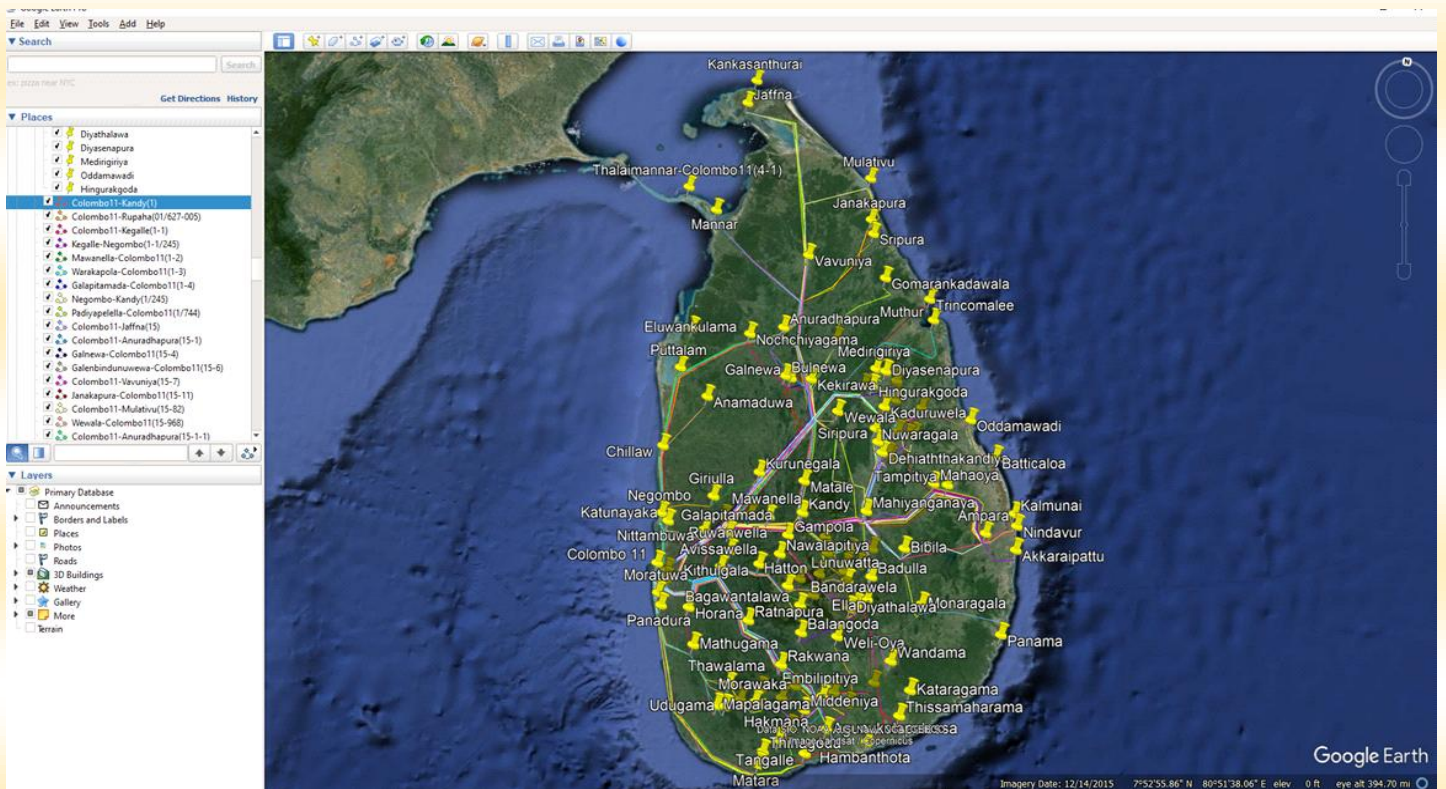 Google Earth Pro
File Edit View Tools Add Help
Search
Search
ex: pizza near NYC
Get Directions History
Places
Diyathalawa
Diyasenapura
Medirigiriya
Oddamawadi
Hingurakgoda
Colombo11-Kandy(1)
Colombo11-Rupaha(01/627-005)
Colombo11-Kegalle(1-1)
Kegalle-Negombo(1-1/245)
Mawanella-Colombo11(1-2)
Warakapola-Colombo11(1-3)
Galapitamada-Colombo11(1-4)
Negombo-Kandy(1/245)
Padiyapelella-Colombo11(1/744)
Colombo11-Jaffna(15)
Colombo11-Anuradhapura(15-1)
Galnewa-Colombo11(15-4)
Galenbindunuwewa-Colombo11(15-6)
Colombo11-Vavuniya(15-7)
Janakapura-Colombo11(15-11)
Colombo11-Mulativu(15-82)
Wewala-Colombo11(15-968)
Colombo11-Anuradhapura(15-1-1)
Layers
Primary Database
Announcements
Borders and Labels
Places
Photos
Roads
3D Buildings
Weather
Gallery
More
Terrain
Kankasanthurai
Jaffna
Thalaimannar-Colombo11(4-1)
Mulativu
Mannar
Janakapura
Sripura
Vavuniya
Gomarankadawala
Trincomalee
Muthur
Eluwankulama
Anuradhapura
Nochchiyagama
Puttalam
Medirigiriya
Galnewa
Bulnewa
Diyasenapura
Kekirawa
Hingurakgoda
Anamaduwa
Wewala
Kaduruwela
Oddamawadi
Siripura
Nuwaragala
Chillaw
Dehiaththakandiya
Batticaloa
Kurunegala
Tampitiya
Mahaoya
Giriulla
Matale
Negombo
Mawanella
Kandy
Mahiyanganaya
Kalmunai
Katunayaka
Galapitamada
Ampara
Nittambuwa
Ruwanwella
Gampola
Nindavur
Colombo 11
Avissawella
Nawalapitiya
Bibila
Akkaraipattu
Moratuwa
Kithulgala
Hatton
Lunuwatta
Badulla
Bandarawela
Bagawantalawa
Panadura
Horana
Ratnapura
Ella
Diyathalawa
Monaragala
Balangoda
Mathugama
Weli-Oya
Panama
Rakwana
Wandama
Thawalama
Embilipitiya
Morawaka
Kataragama
Udugama
Mapalagama
Middeniya
Thissamaharama
Hakmana
Tangalle
Hambanthota
Matara
N
Google Earth
Imagery Date: 12/14/2015 7°52'55.86" N 80°51'38.06" E elev 0 ft eye alt 394.70 mi